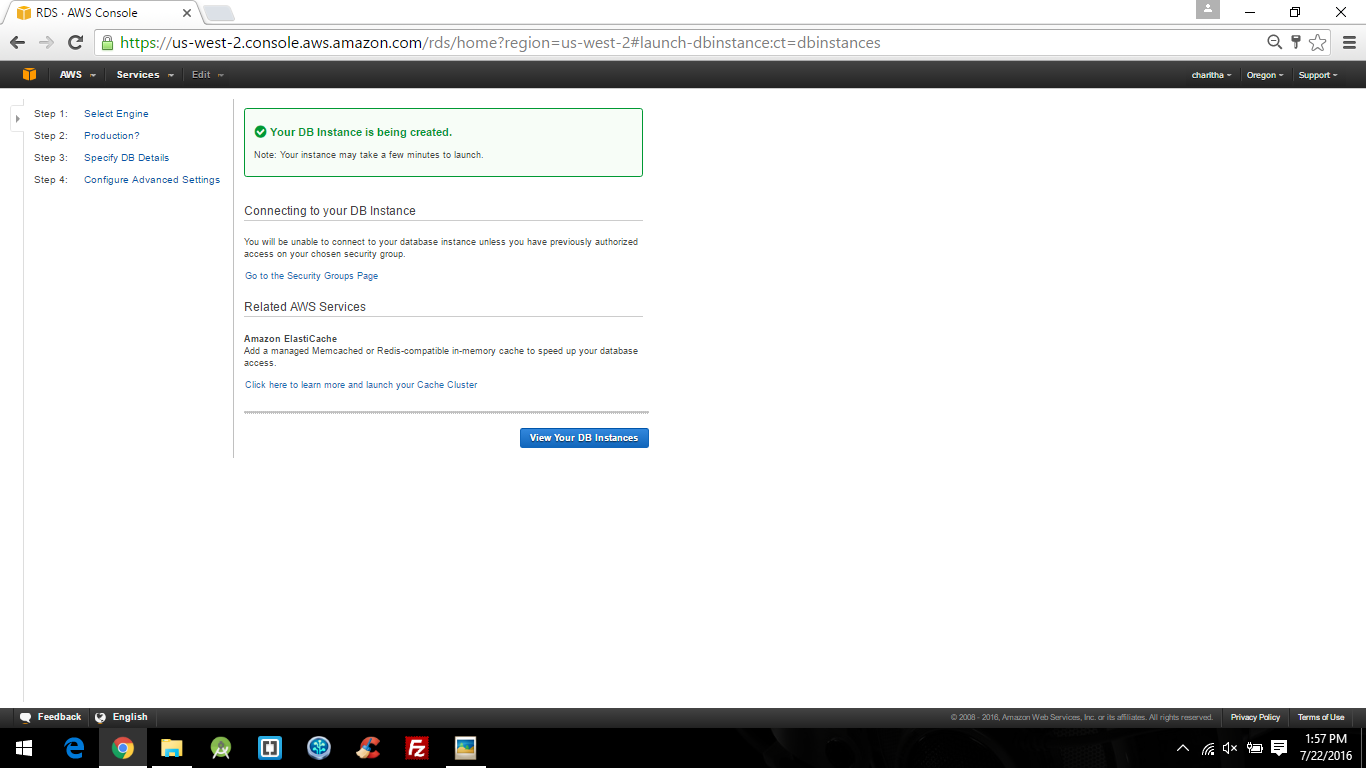 RDS · AWS Console
https://us-west-2.console.aws.amazon.com/rds/home?region=us-west-2#launch-dbinstance:ct=dbinstances
AWS Services Edit charitha Oregon Support
Step 1: Select Engine
Step 2: Production?
Step 3: Specify DB Details
Step 4: Configure Advanced Settings
Your DB Instance is being created.
Note: Your instance may take a few minutes to launch.
Connecting to your DB Instance
You will be unable to connect to your database instance unless you have previously authorized
access on your chosen security group.
Go to the Security Groups Page
Related AWS Services
Amazon ElastiCache
Add a managed Memcached or Redis-compatible in-memory cache to speed up your database
access.
Click here to learn more and launch your Cache Cluster
View Your DB Instances
Feedback English © 2008 - 2016, Amazon Web Services, Inc. or its affiliates. All rights reserved. Privacy Policy Terms of Use
1:57 PM
7/22/2016